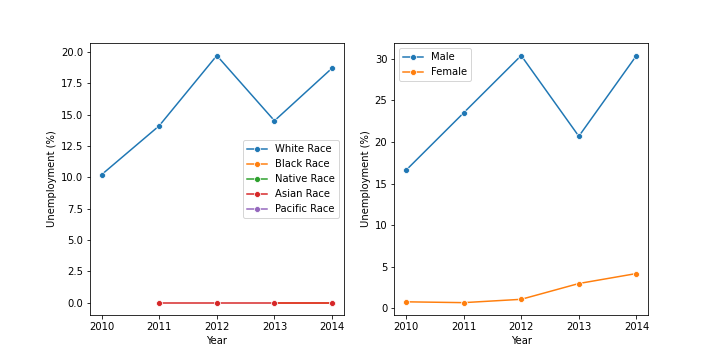 20.0
17.5
15.0
12.5
10.0
7.5
5.0
2.5
0.0
Unemployment (%)
2010 2011 2012 2013 2014
Year
White Race
Black Race
Native Race
Asian Race
Pacific Race
30
25
20
15
10
5
0
Unemployment (%)
2010 2011 2012 2013 2014
Year
Male
Female